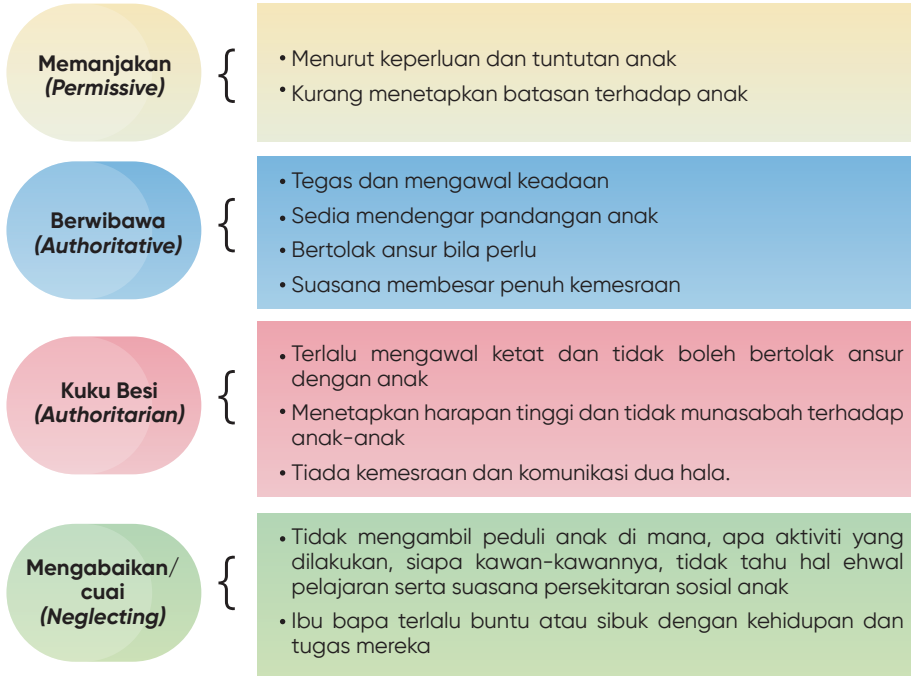 Memanjakan
(Permissive)
{
• Menurut keperluan dan tuntutan anak
• Kurang menetapkan batasan terhadap anak
Berwibawa
(Authoritative)
{
• Tegas dan mengawal keadaan
• Sedia mendengar pandangan anak
• Bertolak ansur bila perlu
• Suasana membesar penuh kemesraan
Kuku Besi
(Authoritarian)
{
• Terlalu mengawal ketat dan tidak boleh bertolak ansur
dengan anak
• Menetapkan harapan tinggi dan tidak munasabah terhadap
anak-anak
• Tiada kemesraan dan komunikasi dua hala.
Mengabaikan/
cuai
(Neglecting)
{
• Tidak mengambil peduli anak di mana, apa aktiviti yang
dilakukan, siapa kawan-kawannya, tidak tahu hal ehwal
pelajaran serta suasana persekitaran sosial anak
• Ibu bapa terlalu buntu atau sibuk dengan kehidupan dan
tugas mereka